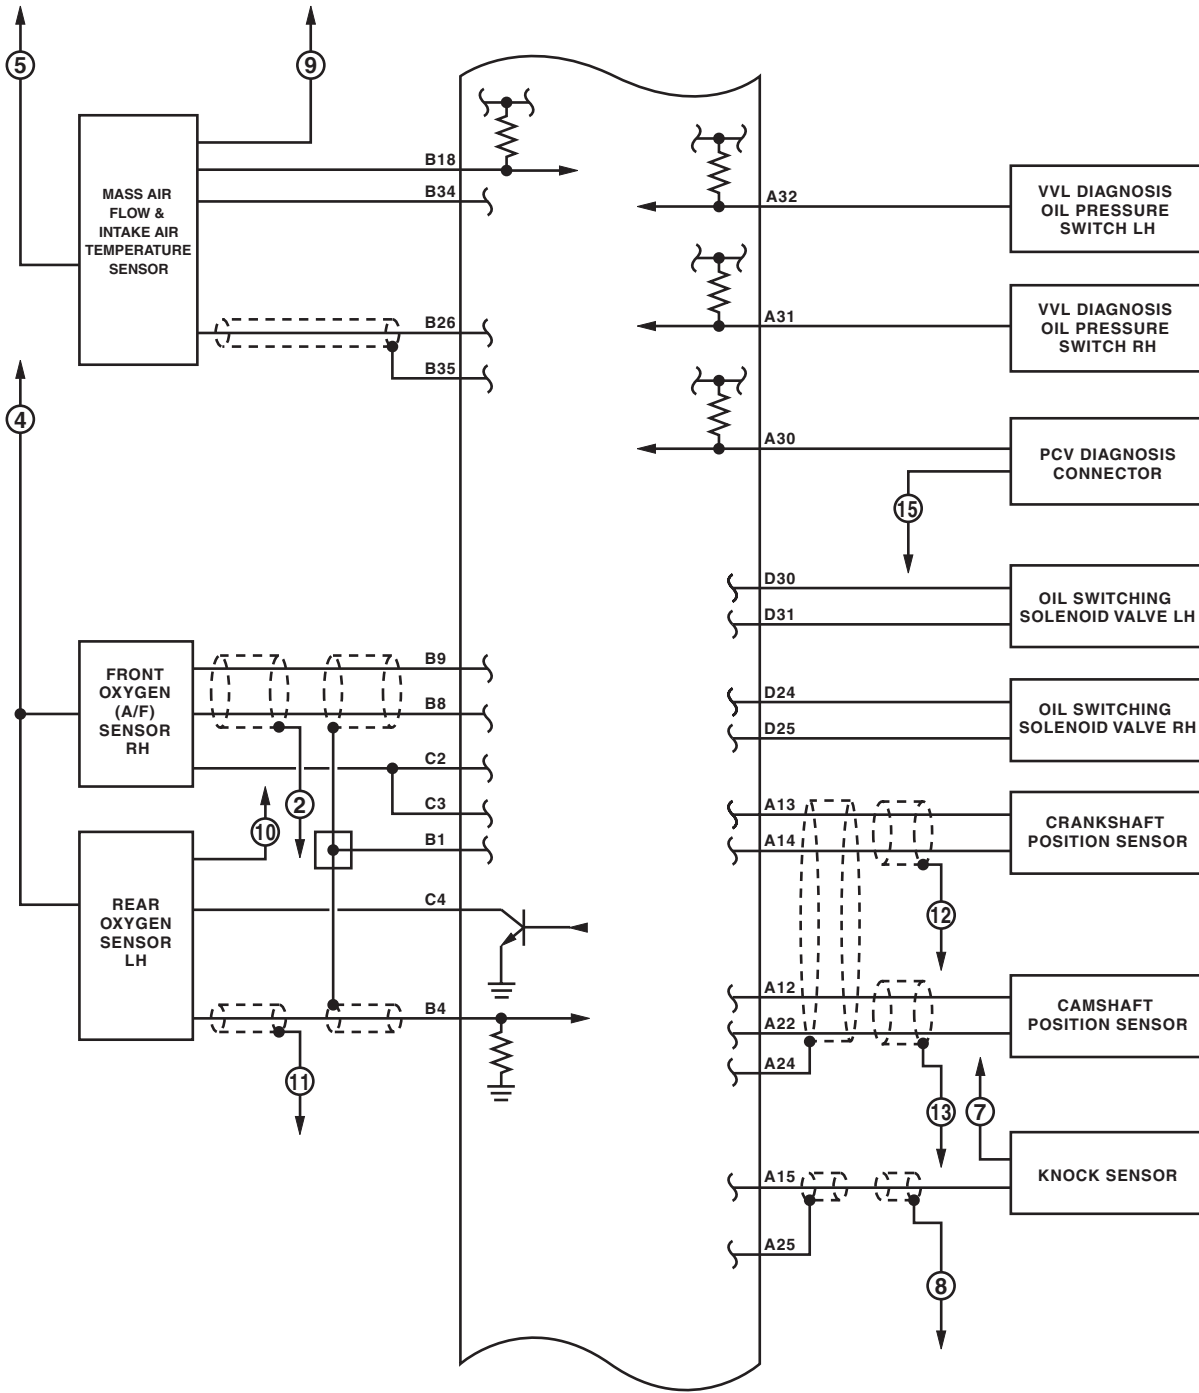 5
9
MASS AIR
FLOW &
INTAKE AIR
TEMPERATURE
SENSOR
B18
B34
B26
B35
4
FRONT
OXYGEN
(A/F)
SENSOR
RH
B9
B8
C2
C3
B1
2
10
REAR
OXYGEN
SENSOR
LH
C4
B4
11
A32
VVL DIAGNOSIS
OIL PRESSURE
SWITCH LH
A31
VVL DIAGNOSIS
OIL PRESSURE
SWITCH RH
A30
PCV DIAGNOSIS
CONNECTOR
15
D30
D31
OIL SWITCHING
SOLENOID VALVE LH
D24
D25
OIL SWITCHING
SOLENOID VALVE RH
A13
A14
CRANKSHAFT
POSITION SENSOR
12
A12
A22
A24
CAMSHAFT
POSITION SENSOR
13
7
A15
KNOCK SENSOR
A25
8